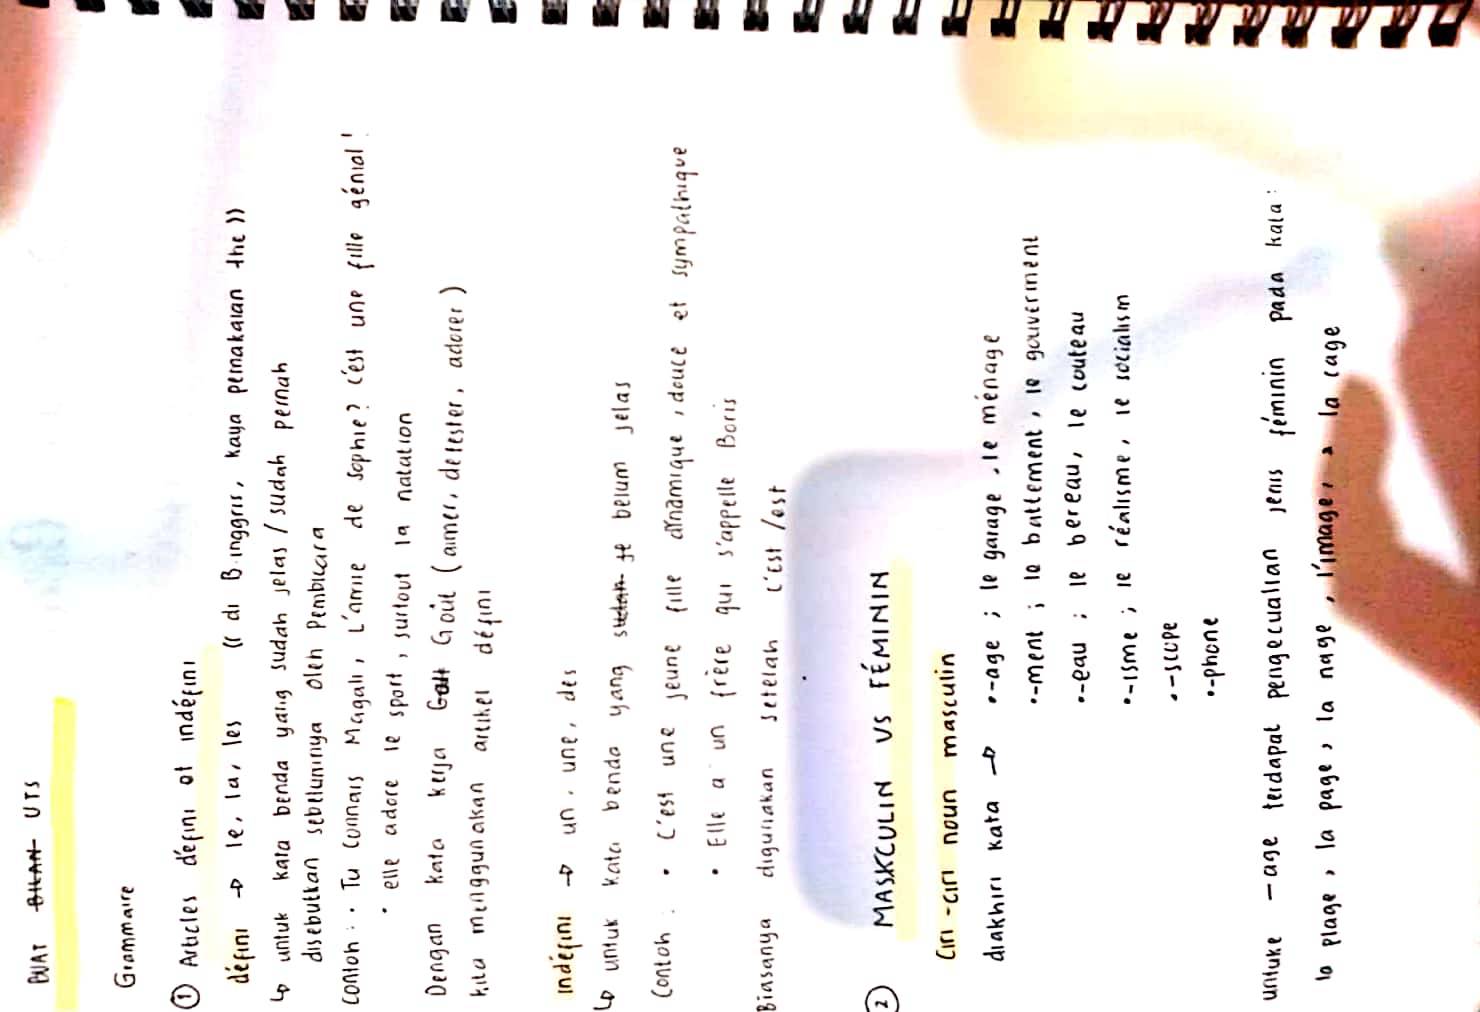 BUAT BILAN UTS
Grammaire
① Articles défini et indéfini
défini → le, la, les (( di B.inggris, kaya pemakaian the ))
↳ untuk kata benda yang sudah jelas / sudah pernah
disebutkan sebelumnya oleh Pembicara
Contoh : • Tu connais Magali, L'amie de Sophie? C'est une fille génial!
• elle adore le sport, surtout la natation
Dengan kata kerja Goût (aimer, detester, adorer)
kita menggunakan artikel défini
Indéfini → un, une, des
↳ untuk kata benda yang belum jelas
Contoh : • C'est une jeune fille dinamique, douce et sympathique
• Elle a un frère qui s'appelle Boris
Biasanya digunakan setelah C'est /est
② MASKCULIN VS FÉMININ
Ciri-ciri noun masculin
diakhiri kata → •-age ; le garage, le ménage
•-ment ; le battement, le gouverment
•-eau ; le bereau, le couteau
•-isme ; le réalisme, le socialism
•-scope
•-phone
untuke -age terdapat pengecualian jenis féminin pada kata :
la plage, la page, la nage, l'image, la cage